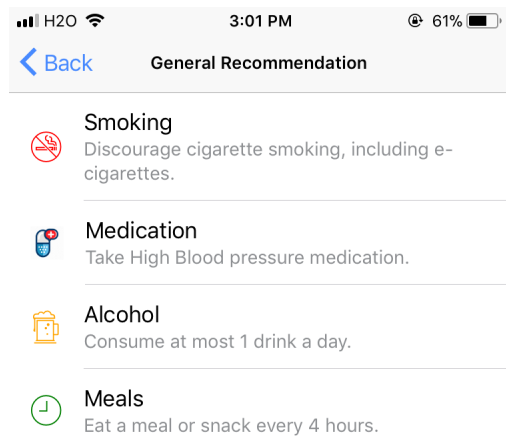 H2O 3:01 PM 61%
Back General Recommendation
Smoking
Discourage cigarette smoking, including e-
cigarettes.
Medication
Take High Blood pressure medication.
Alcohol
Consume at most 1 drink a day.
Meals
Eat a meal or snack every 4 hours.